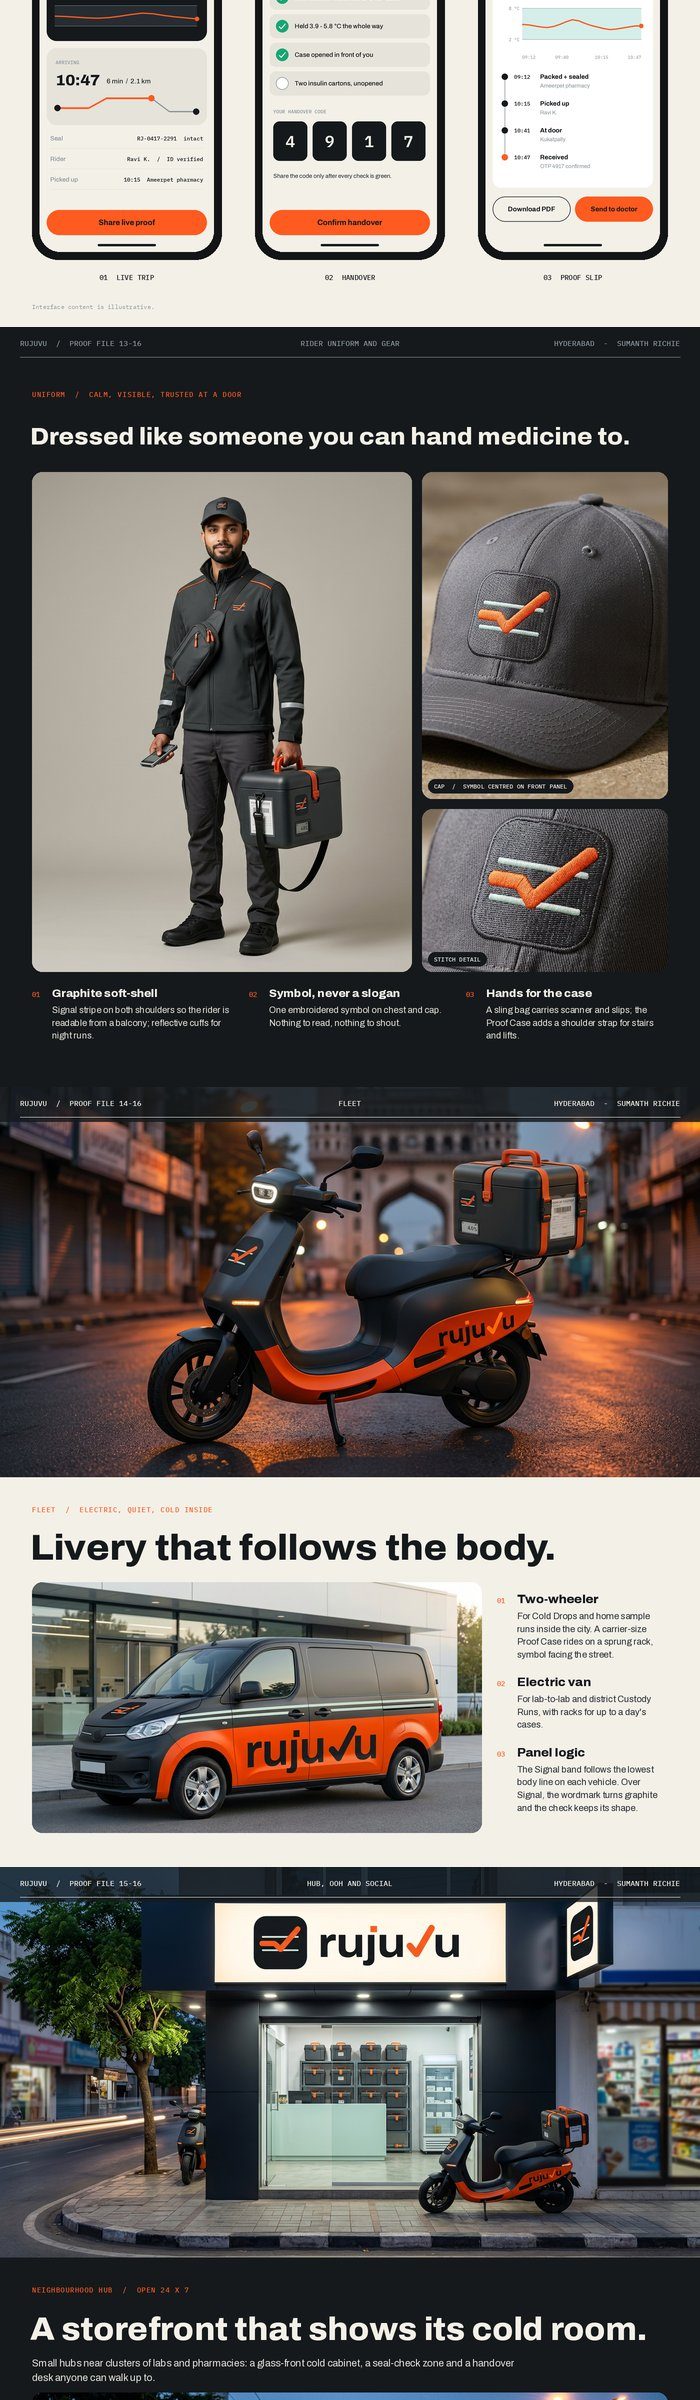 ARRIVING
10:47 6 min / 2.1 km
Seal RJ-0417-2291 intact
Rider Ravi K. / ID verified
Picked up 10:15 Ameerpet pharmacy
Share live proof
01 LIVE TRIP
Held 3.9 - 5.8 °C the whole way
Case opened in front of you
Two insulin cartons, unopened
YOUR HANDOVER CODE
4 9 1 7
Share the code only after every check is green.
Confirm handover
02 HANDOVER
8 °C
2 °C
09:12 09:40 10:15 10:47
09:12 Packed + sealed
Ameerpet pharmacy
10:15 Picked up
Ravi K.
10:41 At door
Kukatpally
10:47 Received
OTP 4917 confirmed
Download PDF Send to doctor
03 PROOF SLIP
Interface content is illustrative.
RUJUVU / PROOF FILE 13-16 RIDER UNIFORM AND GEAR HYDERABAD - SUMANTH RICHIE
UNIFORM / CALM, VISIBLE, TRUSTED AT A DOOR
Dressed like someone you can hand medicine to.
CAP / SYMBOL CENTRED ON FRONT PANEL
STITCH DETAIL
01 Graphite soft-shell
Signal stripe on both shoulders so the rider is
readable from a balcony; reflective cuffs for
night runs.
02 Symbol, never a slogan
One embroidered symbol on chest and cap.
Nothing to read, nothing to shout.
03 Hands for the case
A sling bag carries scanner and slips; the
Proof Case adds a shoulder strap for stairs
and lifts.
RUJUVU / PROOF FILE 14-16 FLEET HYDERABAD - SUMANTH RICHIE
rujuvu
FLEET / ELECTRIC, QUIET, COLD INSIDE
Livery that follows the body.
rujuvu
01 Two-wheeler
For Cold Drops and home sample
runs inside the city. A carrier-size
Proof Case rides on a sprung rack,
symbol facing the street.
02 Electric van
For lab-to-lab and district Custody
Runs, with racks for up to a day's
cases.
03 Panel logic
The Signal band follows the lowest
body line on each vehicle. Over
Signal, the wordmark turns graphite
and the check keeps its shape.
RUJUVU / PROOF FILE 15-16 HUB, OOH AND SOCIAL HYDERABAD - SUMANTH RICHIE
rujuvu
rujuvu
NEIGHBOURHOOD HUB / OPEN 24 X 7
A storefront that shows its cold room.
Small hubs near clusters of labs and pharmacies: a glass-front cold cabinet, a seal-check zone and a handover
desk anyone can walk up to.